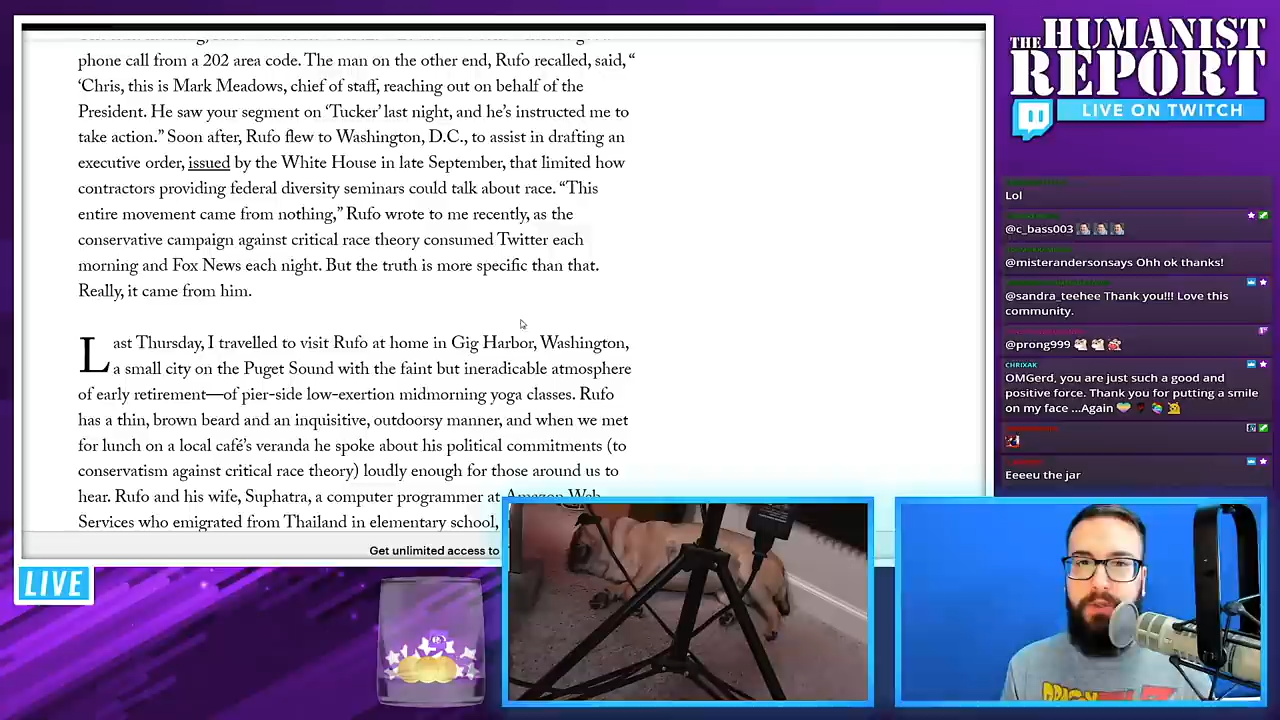 phone call from a 202 area code. The man on the other end, Rufo recalled, said, “
‘Chris, this is Mark Meadows, chief of staff, reaching out on behalf of the
President. He saw your segment on ‘Tucker’ last night, and he’s instructed me to
take action.” Soon after, Rufo flew to Washington, D.C., to assist in drafting an
executive order, issued by the White House in late September, that limited how
contractors providing federal diversity seminars could talk about race. “This
entire movement came from nothing,” Rufo wrote to me recently, as the
conservative campaign against critical race theory consumed Twitter each
morning and Fox News each night. But the truth is more specific than that.
Really, it came from him.
Last Thursday, I travelled to visit Rufo at home in Gig Harbor, Washington,
a small city on the Puget Sound with the faint but ineradicable atmosphere
of early retirement—of pier-side low-exertion midmorning yoga classes. Rufo
has a thin, brown beard and an inquisitive, outdoorsy manner, and when we met
for lunch on a local café’s veranda he spoke about his political commitments (to
conservatism against critical race theory) loudly enough for those around us to
hear. Rufo and his wife, Suphatra, a computer programmer at Amazon Web
Services who emigrated from Thailand in elementary school,
Get unlimited access to
LIVE
THE
HUMANIST
REPORT
LIVE ON TWITCH
Lol
@c_bass003
@misterandersonsays Ohh ok thanks!
@sandra_teehee Thank you!!! Love this
community.
@prong999
CHRIXAK
OMGerd, you are just such a good and
positive force. Thank you for putting a smile
on my face ...Again
Eeeeu the jar